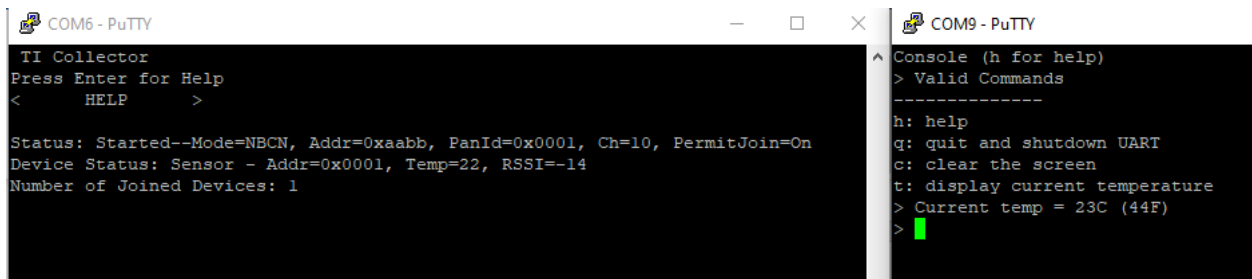 COM6 - PuTTY
TI Collector
Press Enter for Help
<      HELP      >
Status: Started--Mode=NBCN, Addr=0xaabb, PanId=0x0001, Ch=10, PermitJoin=On
Device Status: Sensor - Addr=0x0001, Temp=22, RSSI=-14
Number of Joined Devices: 1
COM9 - PuTTY
Console (h for help)
> Valid Commands
--------------
h: help
q: quit and shutdown UART
c: clear the screen
t: display current temperature
> Current temp = 23C (44F)
>